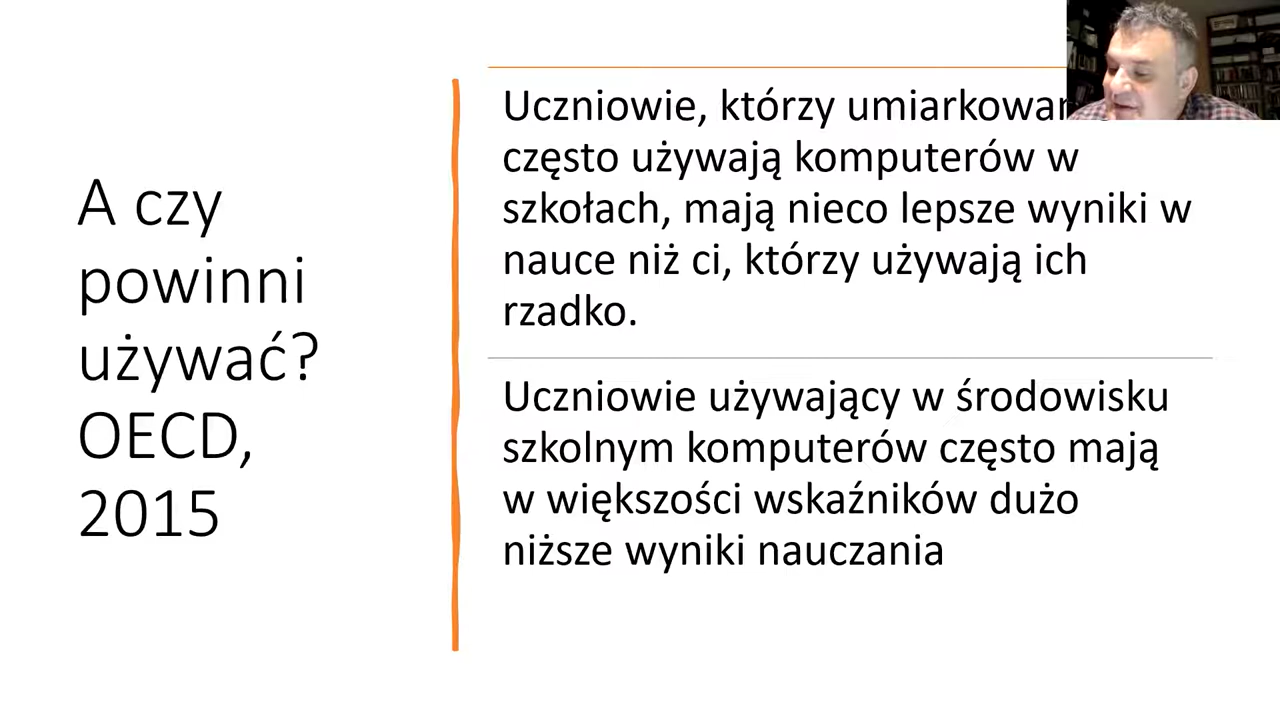 A czy
powinni
używać?
OECD,
2015
Uczniowie, którzy
często używają komputerów w
szkołach, mają nieco lepsze wyniki w
nauce niż ci, którzy używają ich
rzadko.
Uczniowie używający w środowisku
szkolnym komputerów często mają
w większości wskaźników dużo
niższe wyniki nauczania